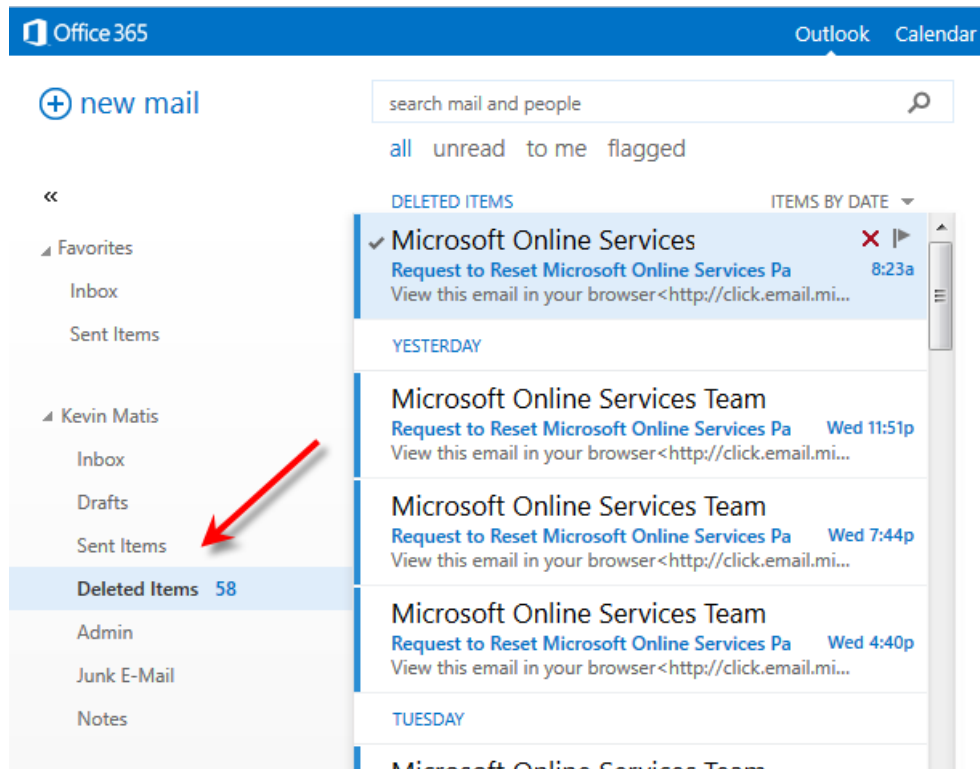 Office 365
Outlook Calendar
new mail
search mail and people
all unread to me flagged
«
DELETED ITEMS ITEMS BY DATE
Favorites
Inbox
Sent Items
Kevin Matis
Inbox
Drafts
Sent Items
Deleted Items 58
Admin
Junk E-Mail
Notes
Microsoft Online Services
Request to Reset Microsoft Online Services Pa 8:23a
View this email in your browser<http://click.email.mi...
YESTERDAY
Microsoft Online Services Team
Request to Reset Microsoft Online Services Pa Wed 11:51p
View this email in your browser<http://click.email.mi...
Microsoft Online Services Team
Request to Reset Microsoft Online Services Pa Wed 7:44p
View this email in your browser<http://click.email.mi...
Microsoft Online Services Team
Request to Reset Microsoft Online Services Pa Wed 4:40p
View this email in your browser<http://click.email.mi...
TUESDAY
Microsoft Online Services Team